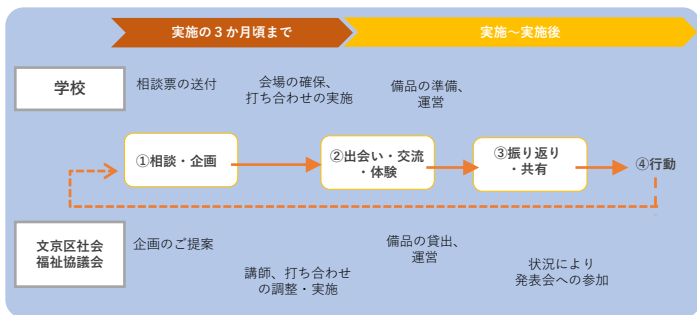 実施の3か月頃まで
実施～実施後
学校
相談票の送付
会場の確保、
打ち合わせの実施
備品の準備、
運営
①相談・企画
②出会い・交流
・体験
③振り返り
・共有
④行動
文京区社会
福祉協議会
企画のご提案
講師、打ち合わせ
の調整・実施
備品の貸出、
運営
状況により
発表会への参加